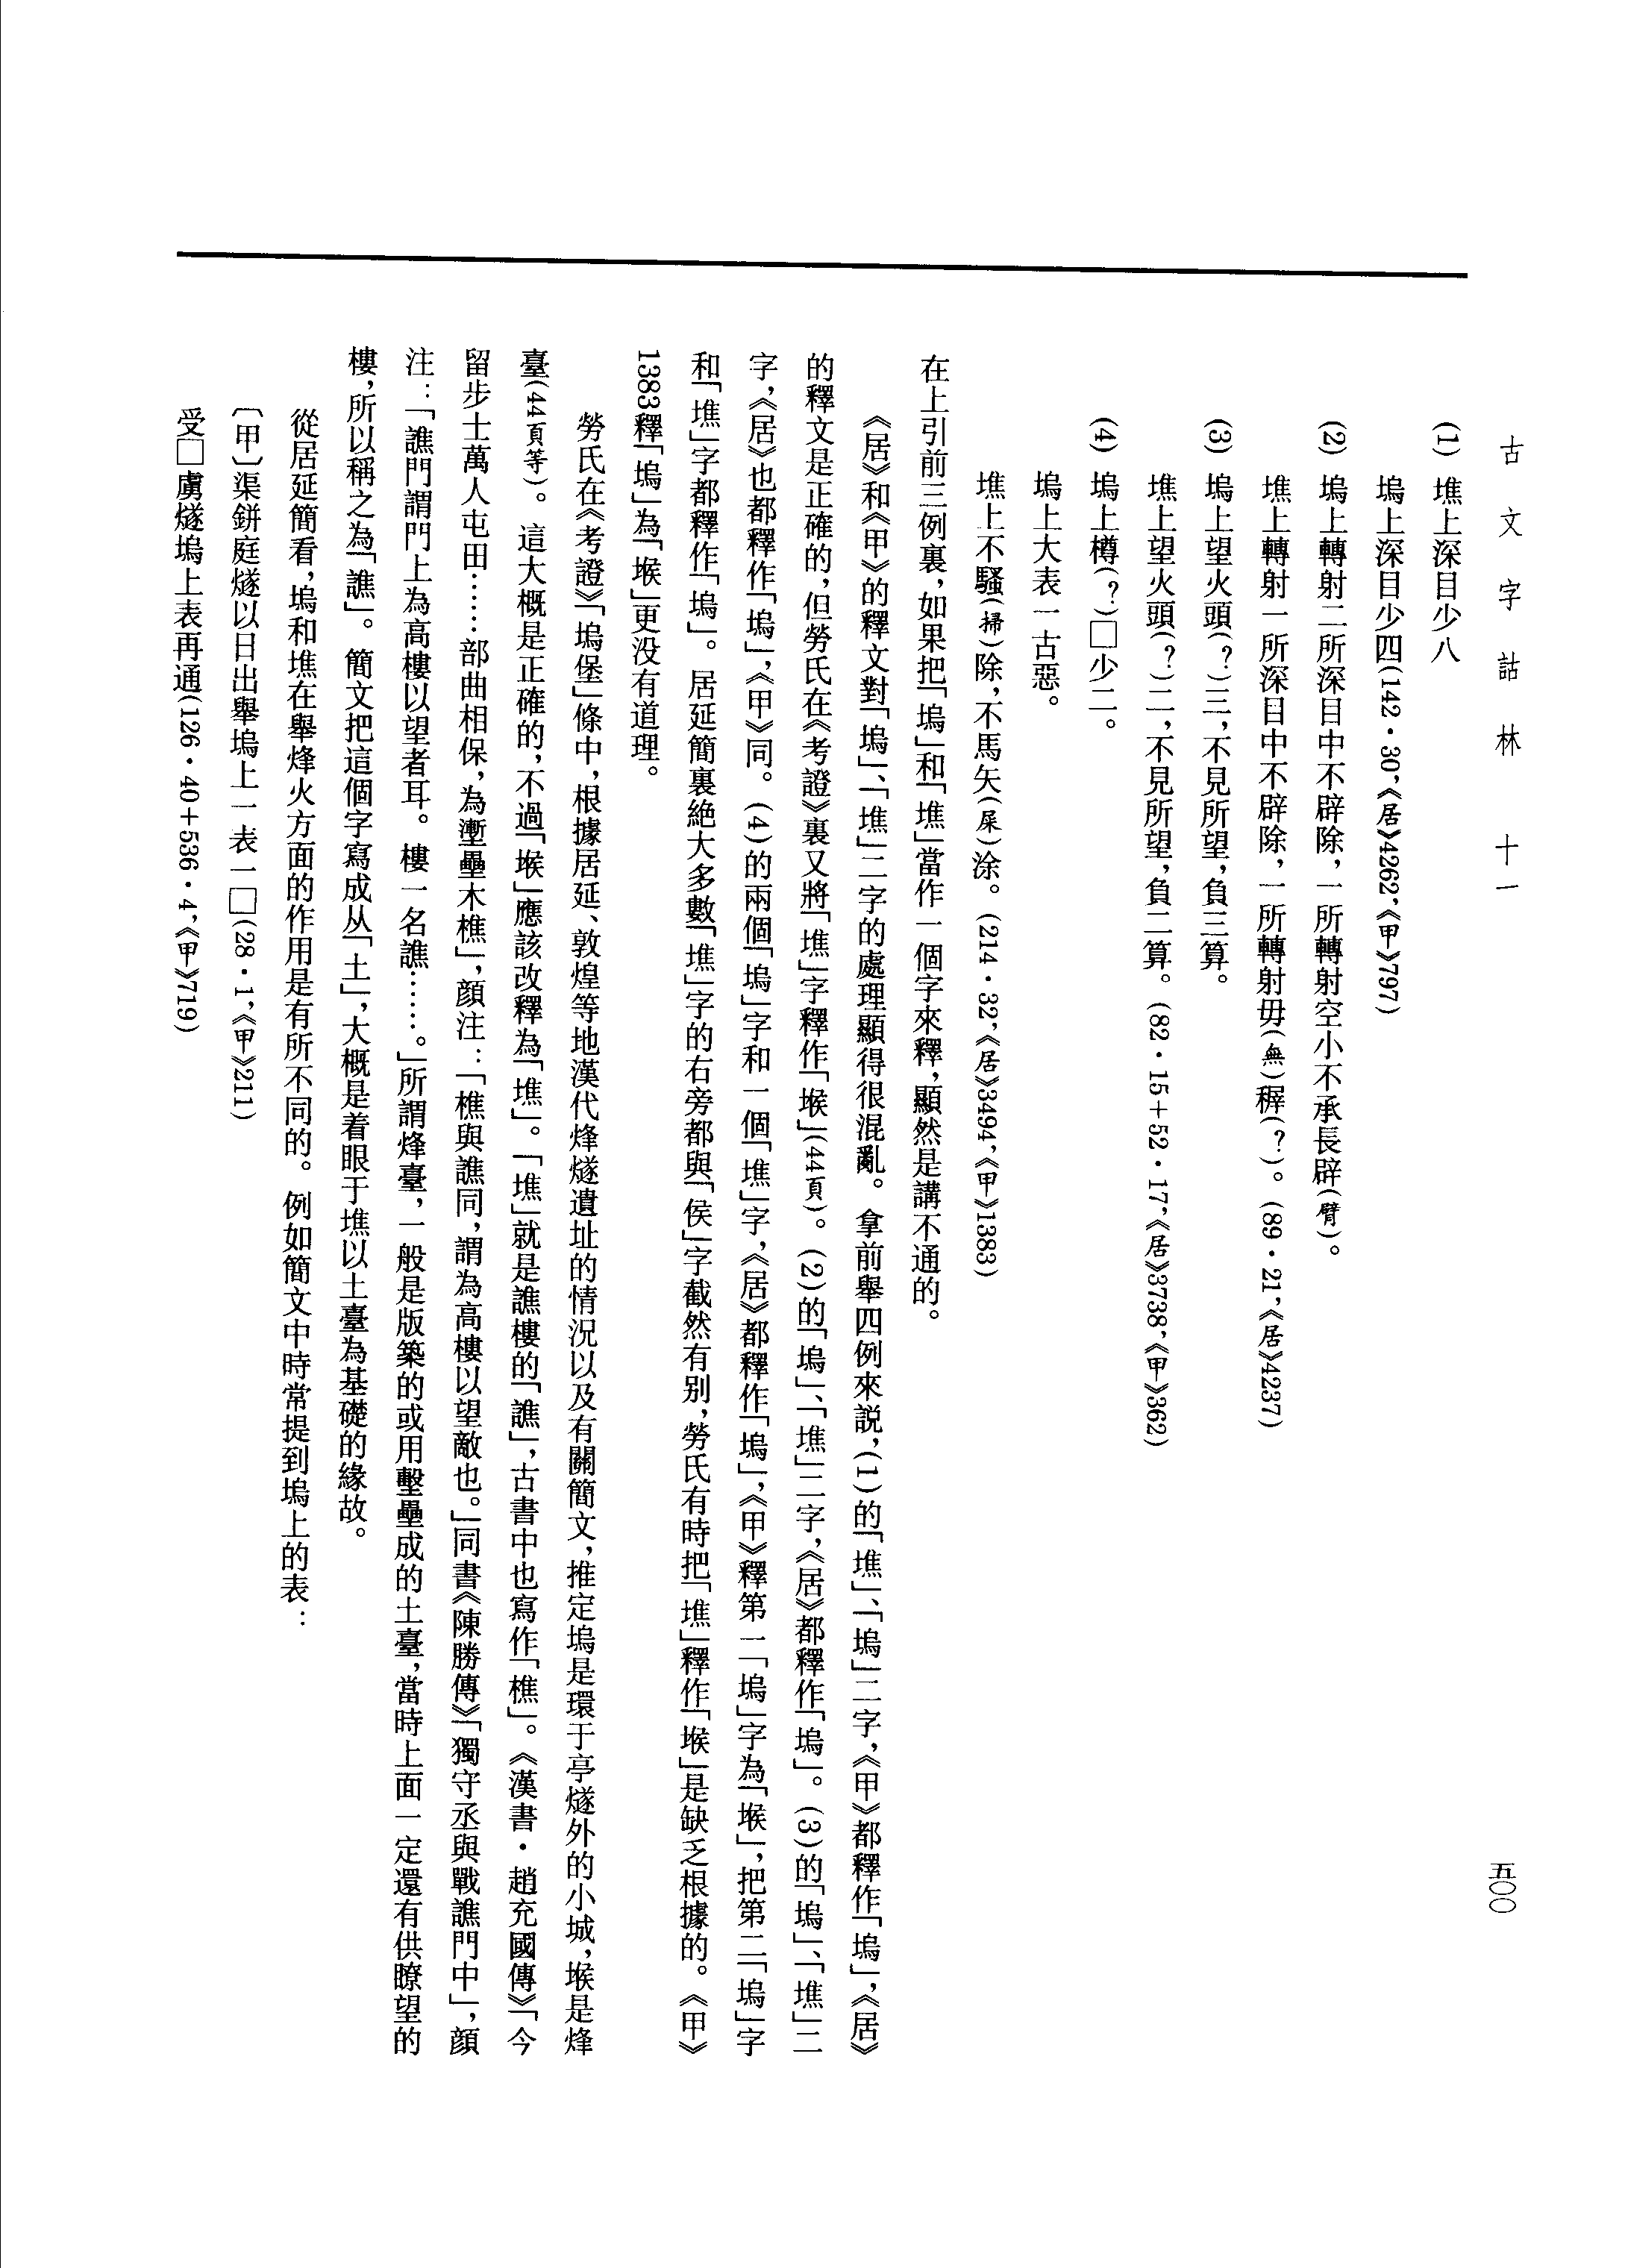 古文字詁林　十一
五〇〇
(1) 㷶上深目少八
塢上深目少四(142·30,《居》4262,《甲》797)
(2) 塢上轉射二所深目中不辟除,一所轉射空小不承長辟(臂)。
㷶上轉射一所深目中不辟除,一所轉射毋(無)㮚(?)。(89·21,《居》4237)
(3) 塢上望火頭(?)三,不見所望,負三算。
墲上望火頭(?)二,不見所望,負二算。(82·15+52·17,《居》3738,《甲》362)
(4) 塢上樽(?)□少二。
塢上大表一古惡。
墲上不騷(掃)除,不馬矢(屎)涂。(214·32,《居》3494,《甲》1383)
在上引前三例裏,如果把「塢」和「墲」當作一個字來釋,顯然是講不通的。
《居》和《甲》的釋文對「塢」、「墲」二字的處理顯得很混亂。拿前舉四例來説,(1)的「墲」、「塢」二字,《甲》都釋作「塢」,《居》
的釋文是正確的,但勞氏在《考證》裏又將「墲」字釋作「堠」(44頁)。(2)的「塢」、「墲」二字,《居》都釋作「塢」。(3)的「塢」、「墲」二
字,《居》也都釋作「塢」,《甲》同。(4)的兩個「塢」字和一個「墲」字,《居》都釋作「塢」,《甲》釋第一「塢」字為「堠」,把第二「塢」字
和「墲」字都釋作「塢」。居延簡裏絶大多數「墲」字的右旁都與「侯」字截然有别,勞氏有時把「墲」釋作「堠」是缺乏根據的。《甲》
1383釋「塢」為「堠」更没有道理。
勞氏在《考證》「塢堡」條中,根據居延、敦煌等地漢代烽燧遺址的情況以及有關簡文,推定塢是環于亭燧外的小城,堠是烽
臺(44頁等)。這大概是正確的,不過「堠」應該改釋為「墲」。「墲」就是譙樓的「譙」,古書中也寫作「樵」。《漢書·趙充國傳》「今
留步士萬人屯田……部曲相保,為塹壘木樵」,顔注:「樵與譙同,謂為高樓以望敵也。」同書《陳勝傳》「獨守丞與戰譙門中」,顔
注:「譙門謂門上為高樓以望者耳。樓一名譙……。」所謂烽臺,一般是版築的或用墼壘成的土臺,當時上面一定還有供瞭望的
樓,所以稱之為「譙」。簡文把這個字寫成从「土」,大概是着眼于墲以土臺為基礎的緣故。
從居延簡看,塢和墲在舉烽火方面的作用是有所不同的。例如簡文中時常提到塢上的表:
〔甲〕渠鉼庭燧以日出舉塢上一表一□(28·1,《甲》211)
受□虜燧塢上表再通(126·40+536·4,《甲》719)